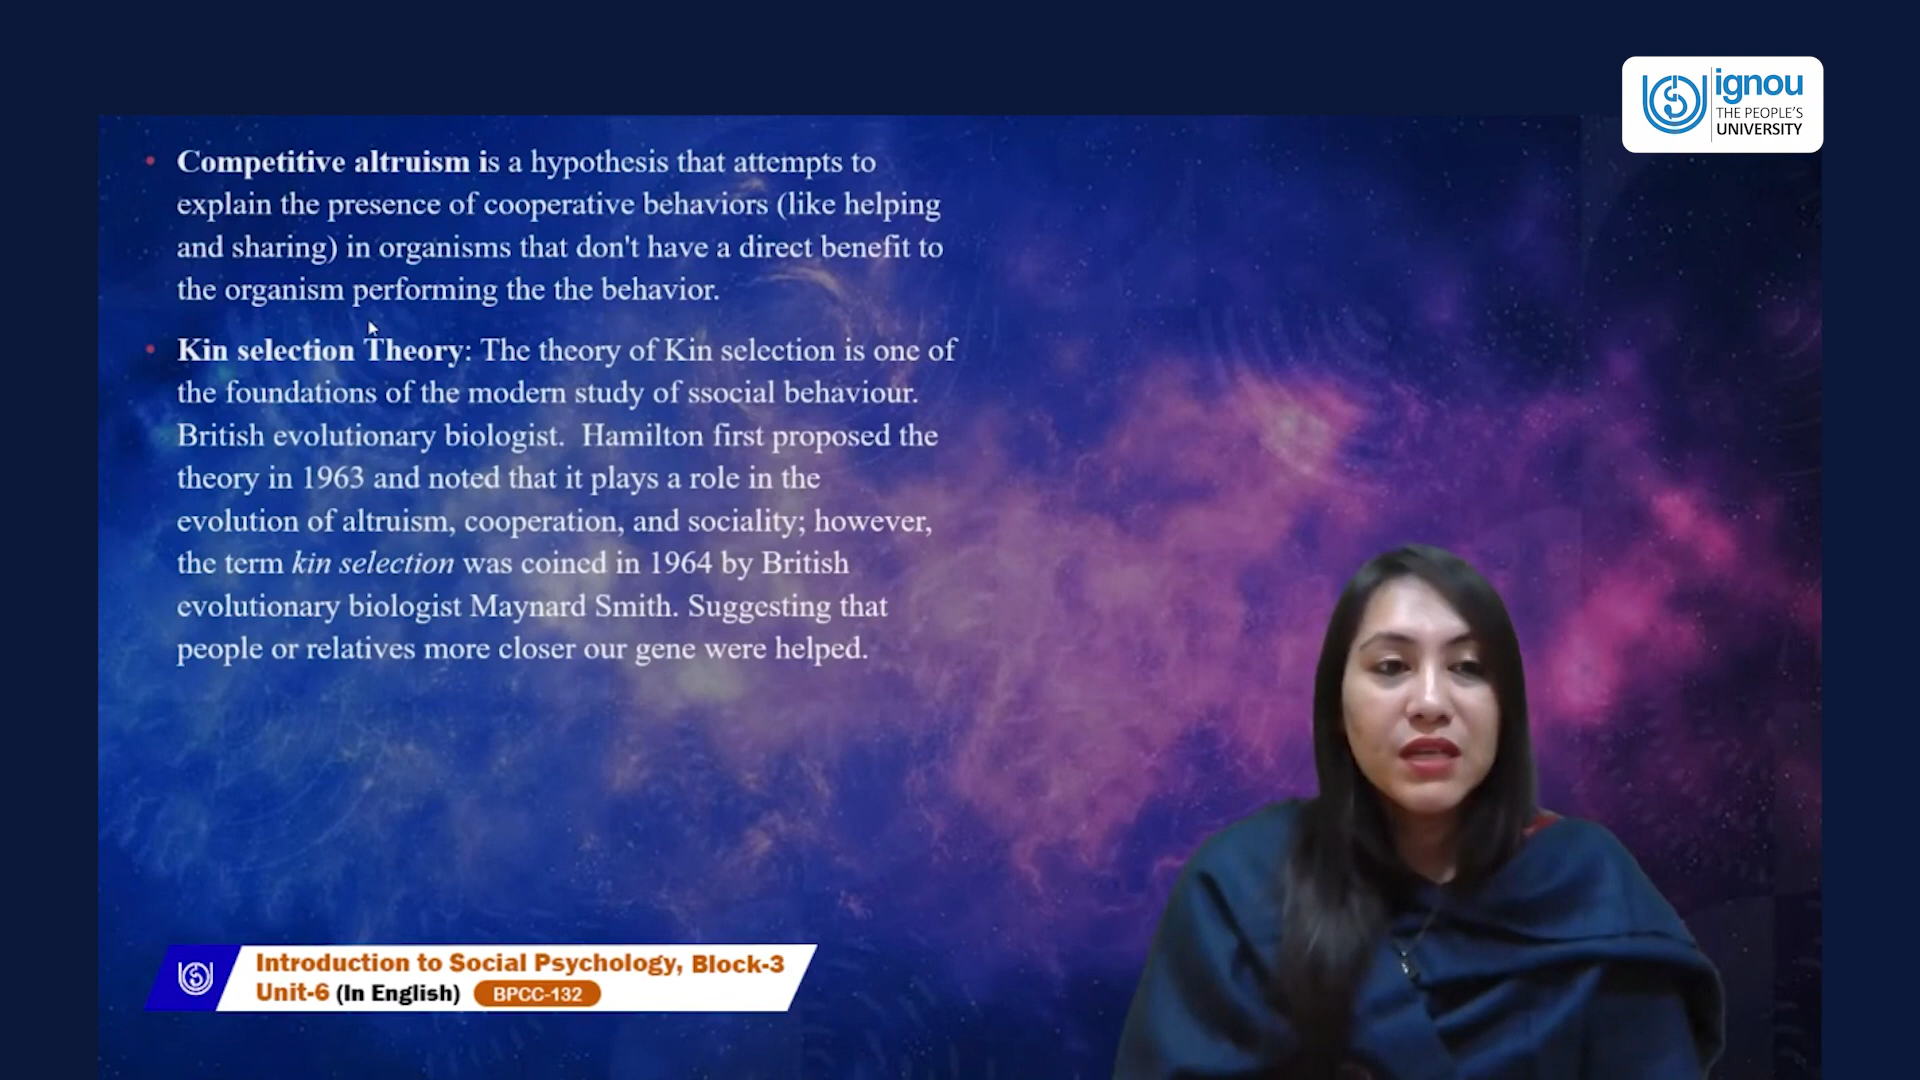 ignou
THE PEOPLE'S
UNIVERSITY
• Competitive altruism is a hypothesis that attempts to
explain the presence of cooperative behaviors (like helping
and sharing) in organisms that don't have a direct benefit to
the organism performing the the behavior.
• Kin selection Theory: The theory of Kin selection is one of
the foundations of the modern study of ssocial behaviour.
British evolutionary biologist.  Hamilton first proposed the
theory in 1963 and noted that it plays a role in the
evolution of altruism, cooperation, and sociality; however,
the term kin selection was coined in 1964 by British
evolutionary biologist Maynard Smith. Suggesting that
people or relatives more closer our gene were helped.
Introduction to Social Psychology, Block-3
Unit-6 (In English) BPCC-132